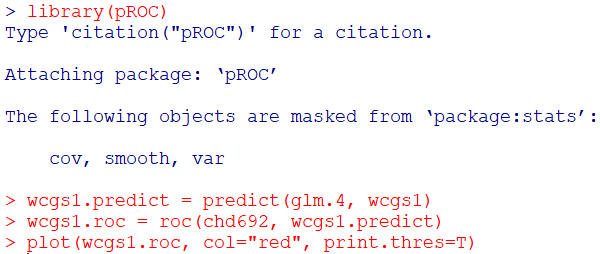 > library(pROC)
Type 'citation("pROC")' for a citation.
Attaching package: ‘pROC’
The following objects are masked from ‘package:stats’:
cov, smooth, var
> wcgs1.predict = predict(glm.4, wcgs1)
> wcgs1.roc = roc(chd692, wcgs1.predict)
> plot(wcgs1.roc, col="red", print.thres=T)